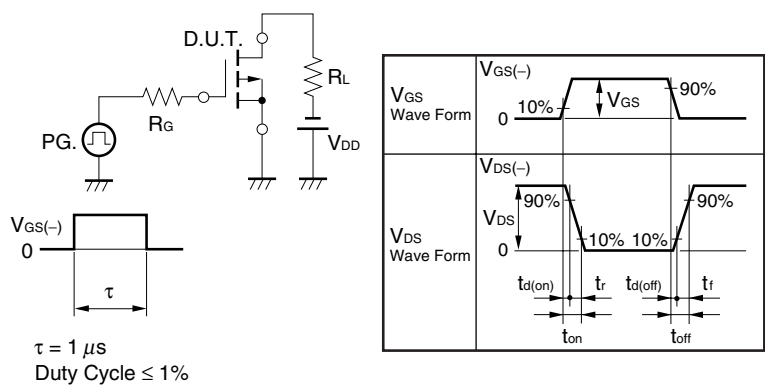 D.U.T.
RL
RG
PG.
VDD
VGS(−)
0
τ
τ = 1 μs
Duty Cycle ≤ 1%
VGS
Wave Form
VGS(−)
10%
VGS
90%
0
VDS
Wave Form
VDS(−)
90%
90%
VDS
10% 10%
0
td(on) tr td(off) tf
ton toff